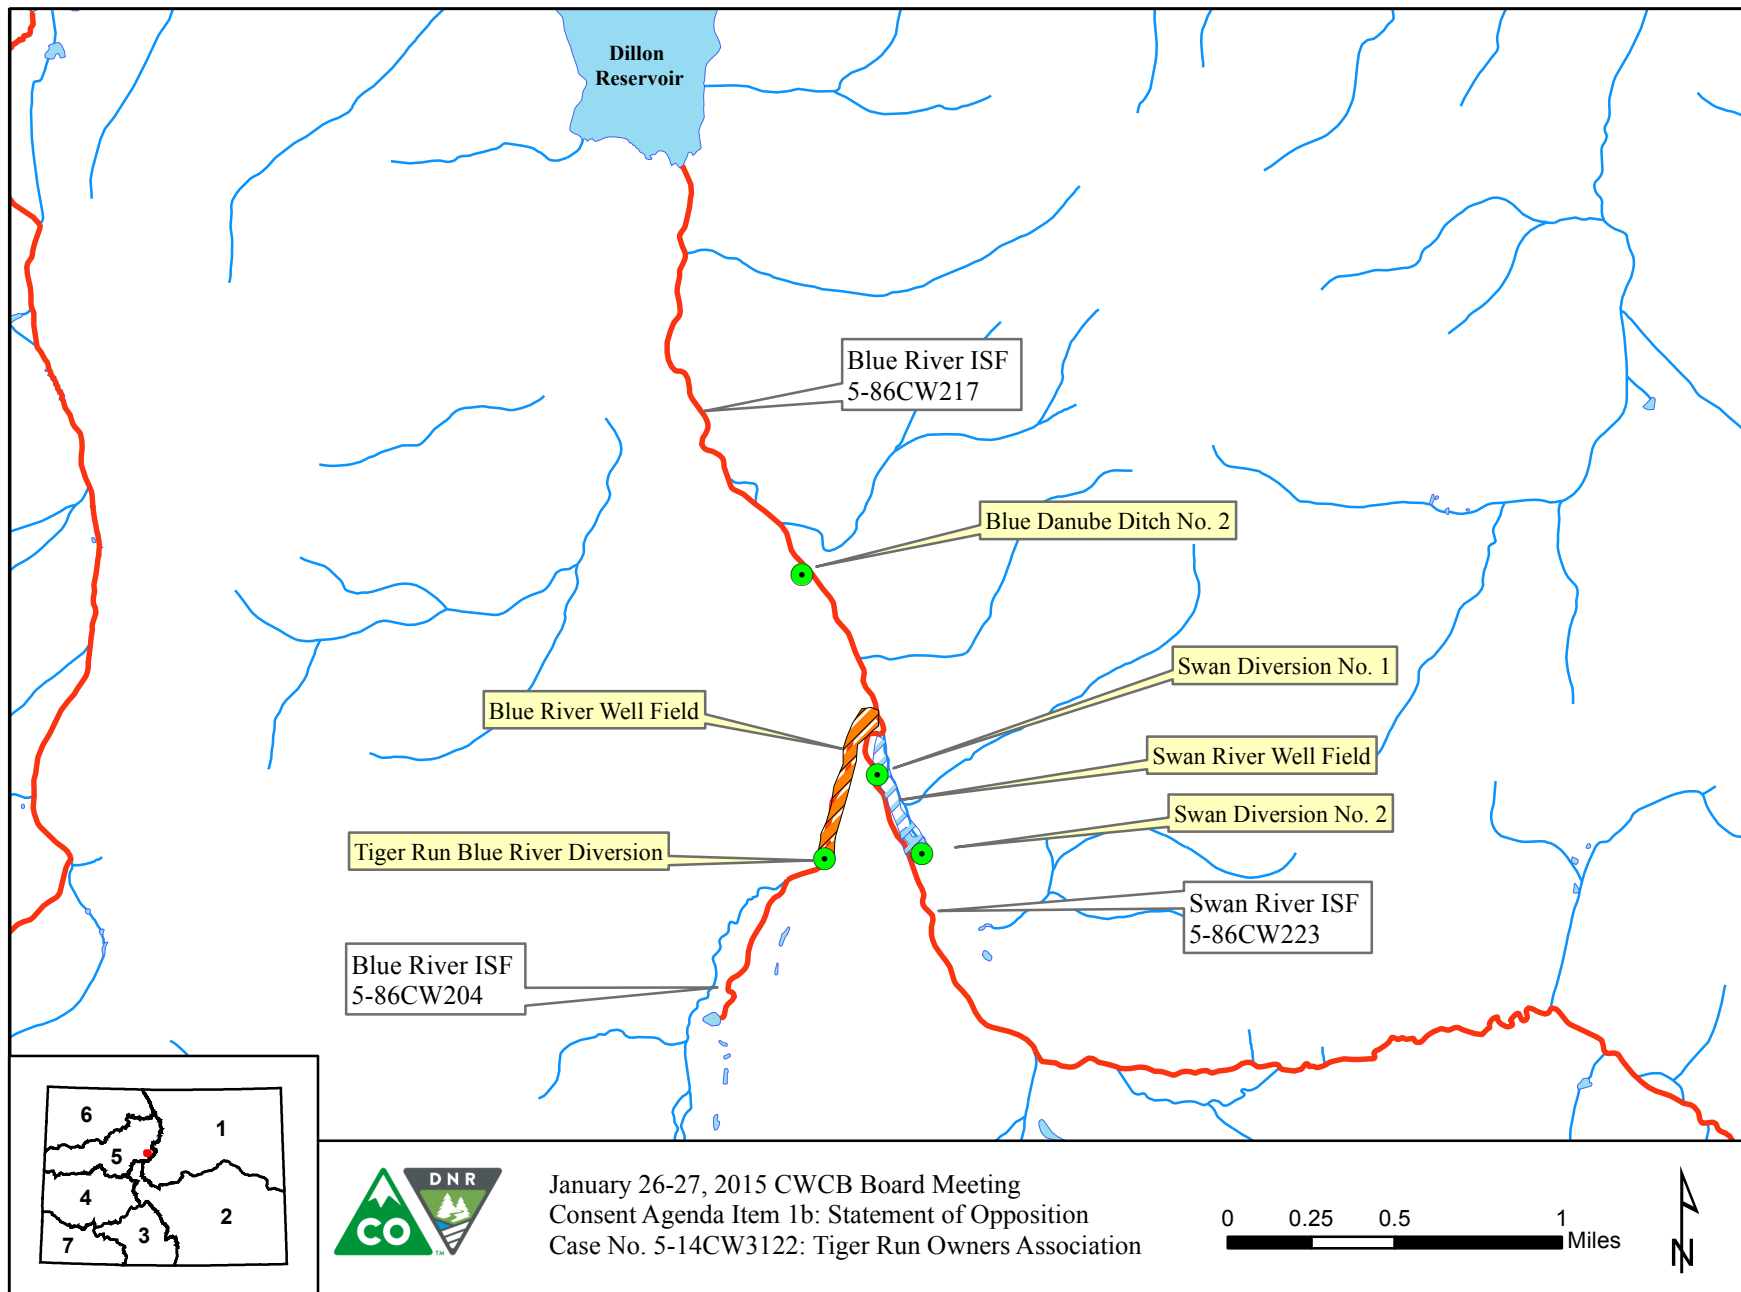 Dillon
Reservoir
Blue River ISF
5-86CW217
Blue Danube Ditch No. 2
Swan Diversion No. 1
Blue River Well Field
Swan River Well Field
Swan Diversion No. 2
Tiger Run Blue River Diversion
Swan River ISF
5-86CW223
Blue River ISF
5-86CW204
6
1
5
4
2
3
7
CO
TM
DNR
January 26-27, 2015 CWCB Board Meeting
Consent Agenda Item 1b: Statement of Opposition
Case No. 5-14CW3122: Tiger Run Owners Association
0 0.25 0.5 1
Miles
N